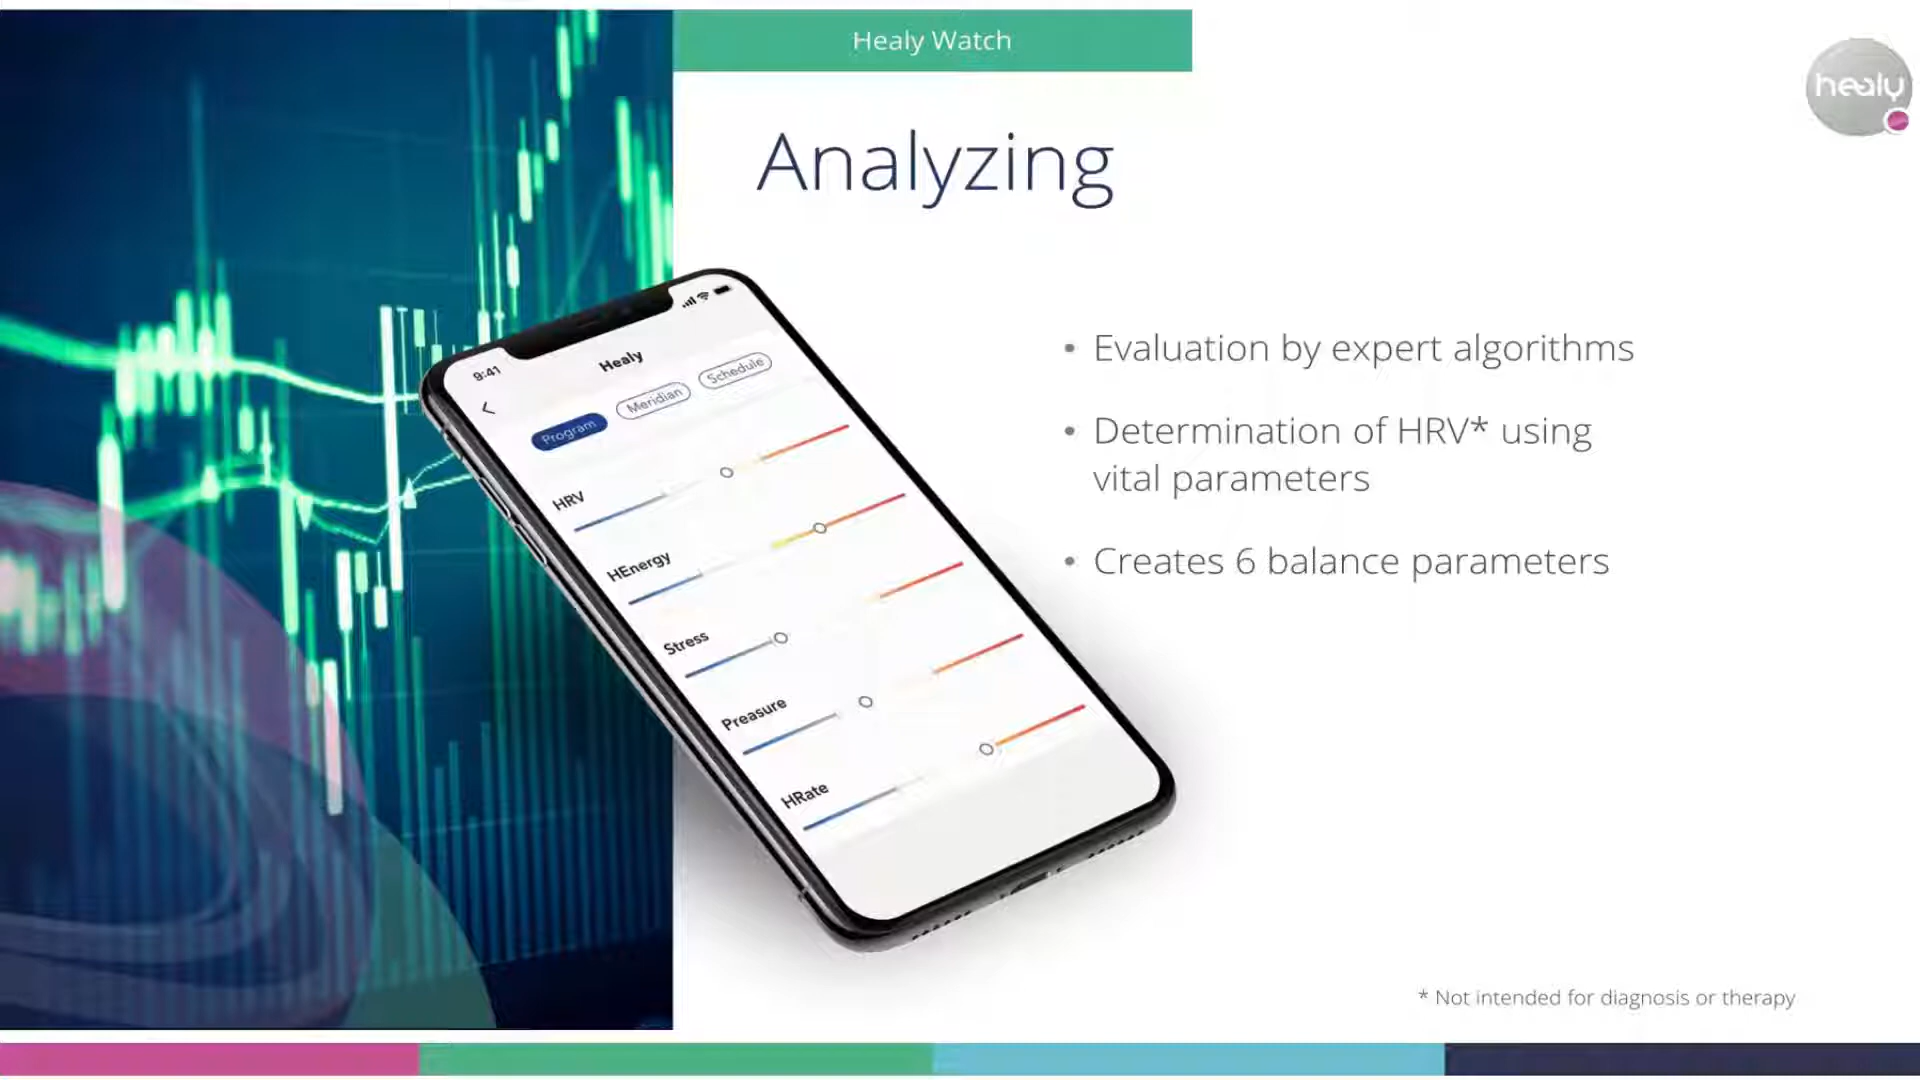 Healy Watch
healy
Analyzing
9:41
Healy
Program
Meridian
Schedule
HRV
HEnergy
Stress
Preasure
HRate
• Evaluation by expert algorithms
• Determination of HRV* using
vital parameters
• Creates 6 balance parameters
* Not intended for diagnosis or therapy